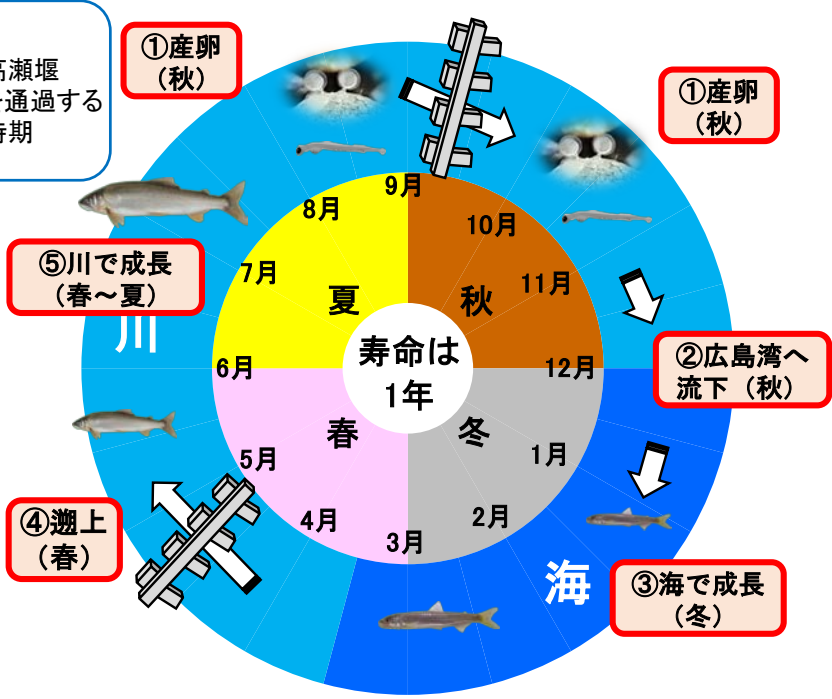 高瀬堰
を通過する
時期
①産卵
（秋）
①産卵
（秋）
9月
8月
10月
7月
11月
⑤川で成長
（春～夏）
夏
秋
川
寿命は
1年
6月
12月
②広島湾へ
流下（秋）
春
冬
5月
1月
4月
2月
3月
④遡上
（春）
海
③海で成長
（冬）